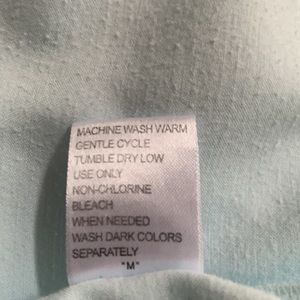 MACHINE WASH WARM
GENTLE CYCLE
TUMBLE DRY LOW
USE ONLY
NON-CHLORINE
BLEACH
WHEN NEEDED
WASH DARK COLORS
SEPARATELY
"M"